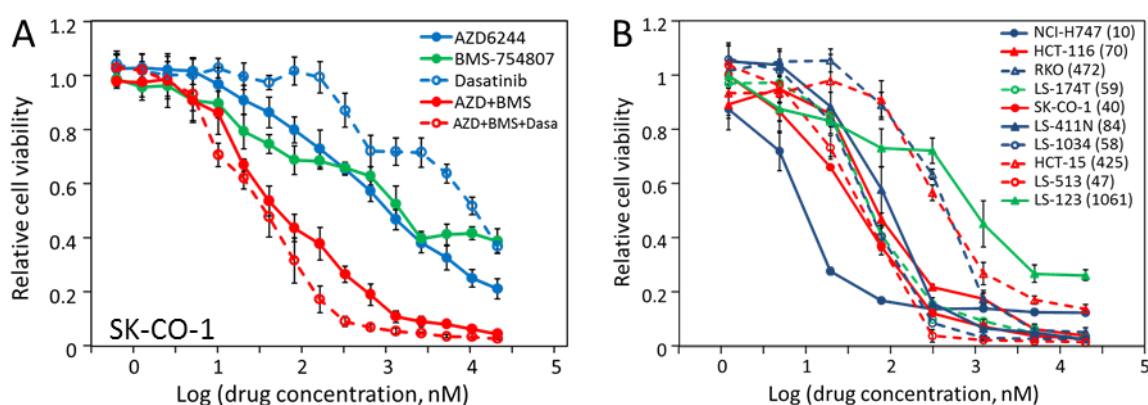 A
Relative cell viability
1.2
1.0
0.8
0.6
0.4
0.2
0
AZD6244
BMS-754807
Dasatinib
AZD+BMS
AZD+BMS+Dasa
SK-CO-1
0 1 2 3 4 5
Log (drug concentration, nM)
B
Relative cell viability
1.2
1.0
0.8
0.6
0.4
0.2
0
NCI-H747 (10)
HCT-116 (70)
RKO (472)
LS-174T (59)
SK-CO-1 (40)
LS-411N (84)
LS-1034 (58)
HCT-15 (425)
LS-513 (47)
LS-123 (1061)
0 1 2 3 4 5
Log (drug concentration, nM)